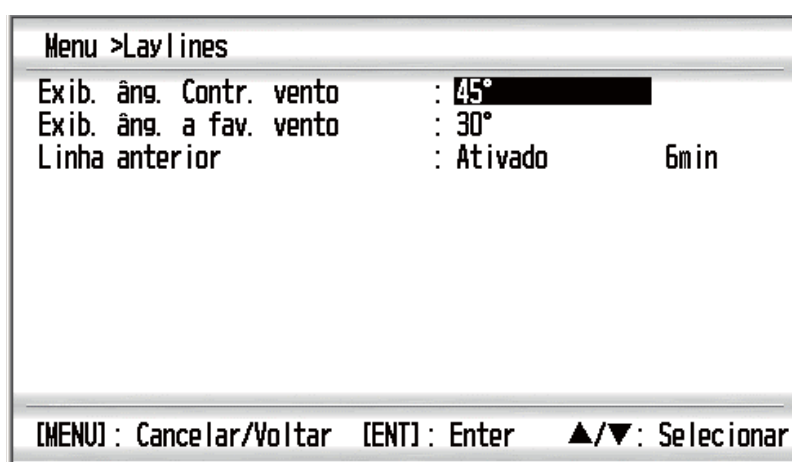 Menu >Laylines
Exib. âng. Contr. vento : 45°
Exib. âng. a fav. vento : 30°
Linha anterior : Ativado 6min
[MENU]: Cancelar/Voltar [ENT]: Enter ▲/▼: Selecionar